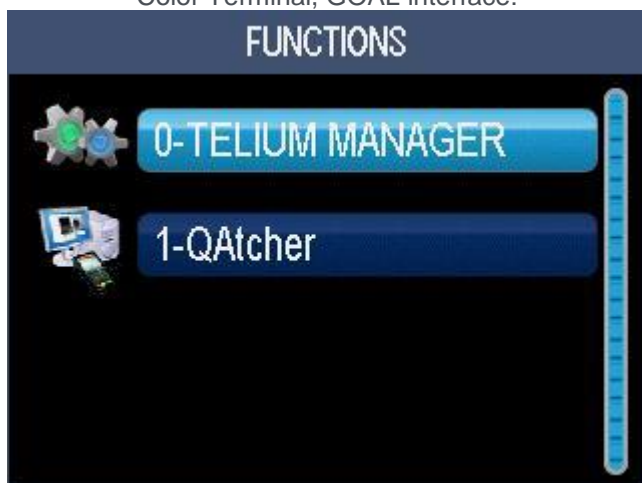 Color Terminal, GOAL interface:
FUNCTIONS
0-TELIUM MANAGER
1-QAtcher